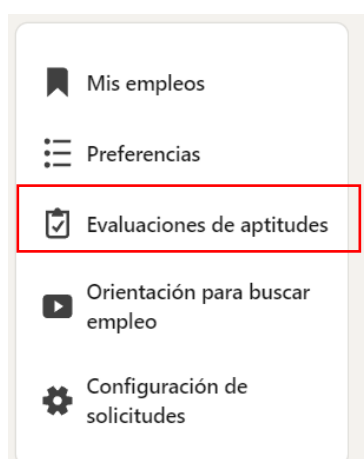 Mis empleos
Preferencias
Evaluaciones de aptitudes
Orientación para buscar
empleo
Configuración de
solicitudes